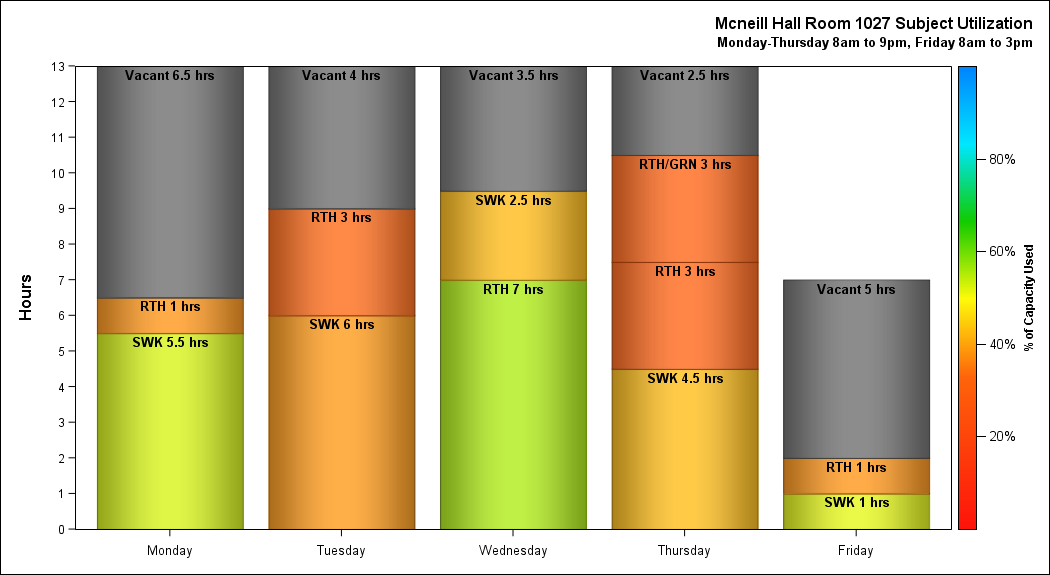 Mcneill Hall Room 1027 Subject Utilization
Monday-Thursday 8am to 9pm, Friday 8am to 3pm
Hours
13
12
11
10
9
8
7
6
5
4
3
2
1
0
Vacant 6.5 hrs
RTH 1 hrs
SWK 5.5 hrs
Vacant 4 hrs
RTH 3 hrs
SWK 6 hrs
Vacant 3.5 hrs
SWK 2.5 hrs
RTH 7 hrs
Vacant 2.5 hrs
RTH/GRN 3 hrs
RTH 3 hrs
SWK 4.5 hrs
Vacant 5 hrs
RTH 1 hrs
SWK 1 hrs
Monday
Tuesday
Wednesday
Thursday
Friday
80%
60%
40%
20%
% of Capacity Used